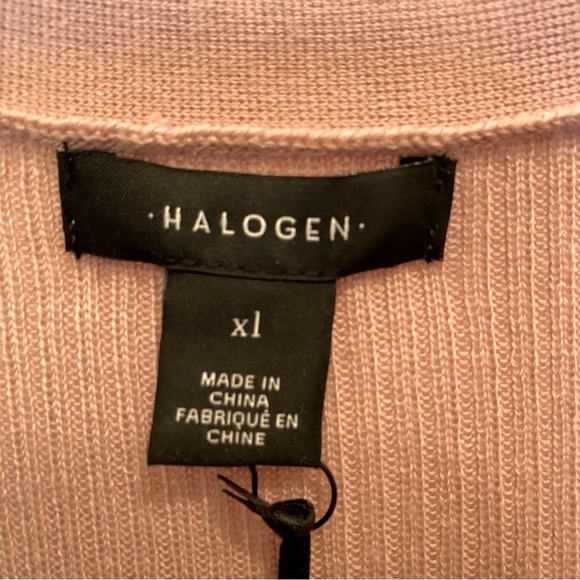 ·HALOGEN·
xl
MADE IN
CHINA
FABRIQUÉ EN
CHINE